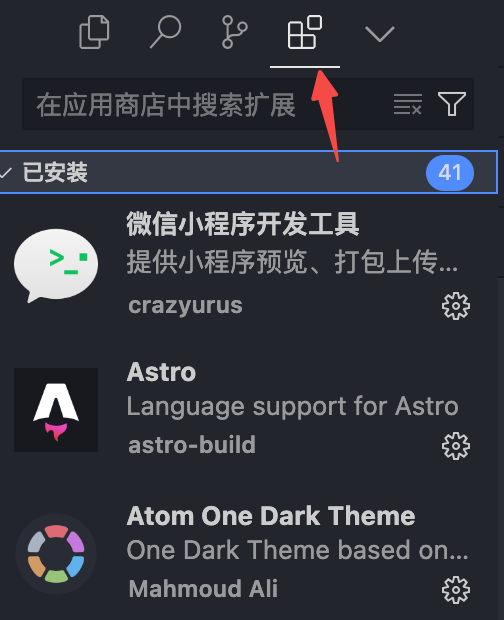 在应用商店中搜索扩展
已安装
41
微信小程序开发工具
提供小程序预览、打包上传...
crazyurus
Astro
Language support for Astro
astro-build
Atom One Dark Theme
One Dark Theme based on...
Mahmoud Ali